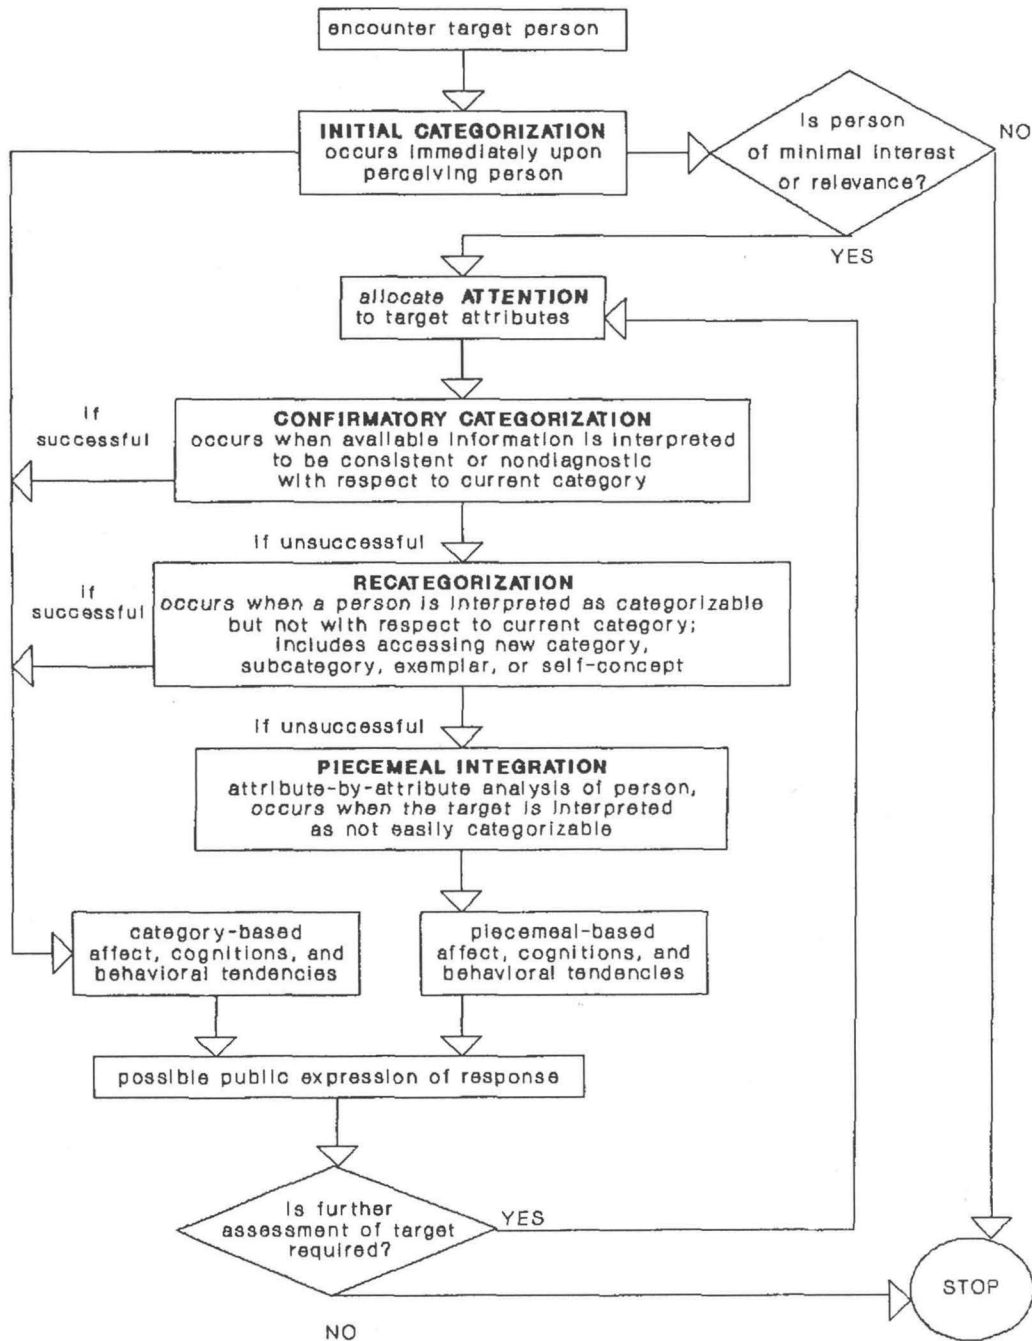 encounter target person
INITIAL CATEGORIZATION
occurs immediately upon
perceiving person
Is person
of minimal interest
or relevance?
NO
YES
allocate ATTENTION
to target attributes
if
successful
CONFIRMATORY CATEGORIZATION
occurs when available information is interpreted
to be consistent or nondiagnostic
with respect to current category
if unsuccessful
if
successful
RECATEGORIZATION
occurs when a person is interpreted as categorizable
but not with respect to current category;
includes accessing new category,
subcategory, exemplar, or self-concept
if unsuccessful
PIECEMEAL INTEGRATION
attribute-by-attribute analysis of person,
occurs when the target is interpreted
as not easily categorizable
category-based
affect, cognitions, and
behavioral tendencies
piecemeal-based
affect, cognitions, and
behavioral tendencies
possible public expression of response
Is further
assessment of target
required?
YES
NO
STOP